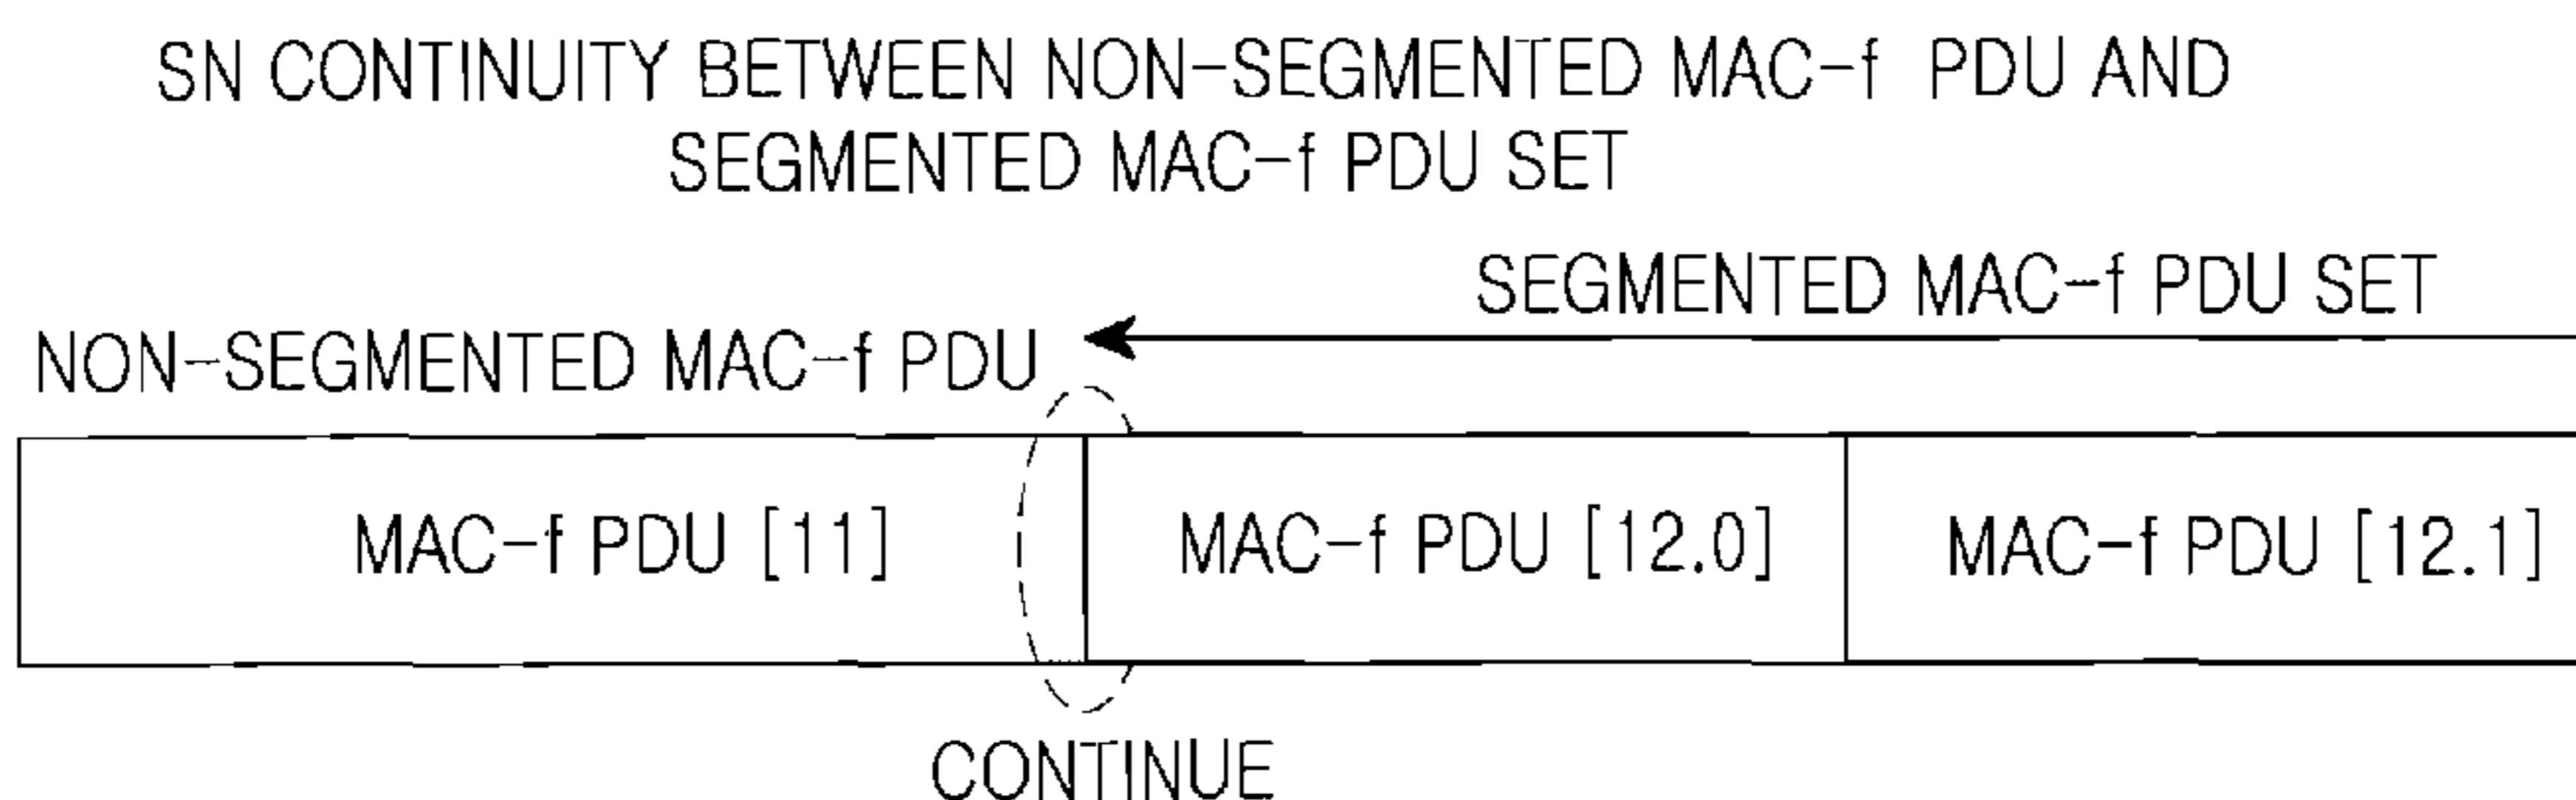 SN CONTINUITY BETWEEN NON-SEGMENTED MAC-f PDU AND
SEGMENTED MAC-f PDU SET
SEGMENTED MAC-f PDU SET
NON-SEGMENTED MAC-f PDU
MAC-f PDU [11]
MAC-f PDU [12.0]
MAC-f PDU [12.1]
CONTINUE